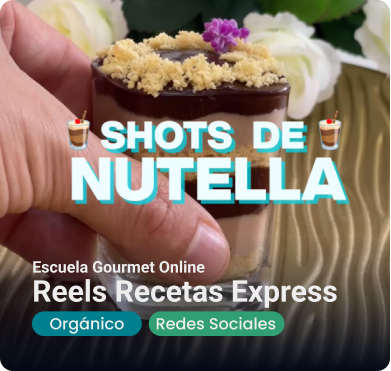 SHOTS DE
NUTELLA
Escuela Gourmet Online
Reels Recetas Express
Orgánico
Redes Sociales